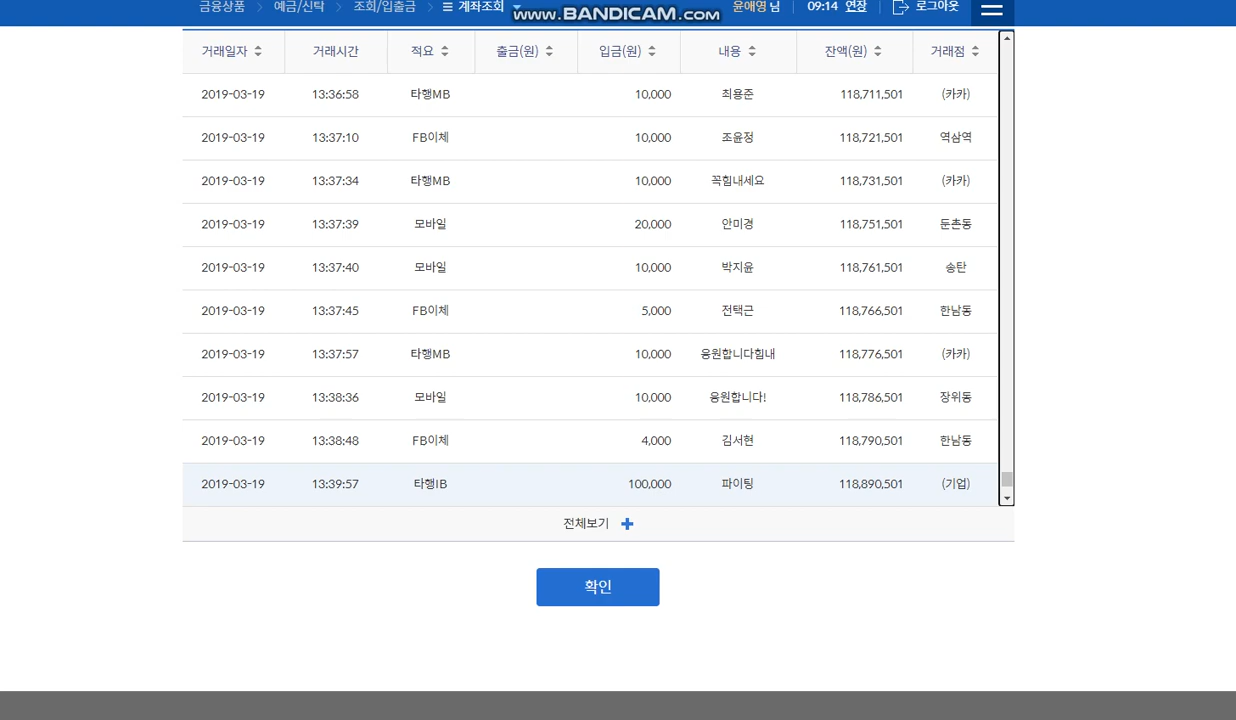 금융상품 > 예금/신탁 > 조회/입출금 > 계좌조회
www.BANDICAM.com
윤애영 님 09:14 연장 로그아웃
거래일자 거래시간 적요 출금(원) 입금(원) 내용 잔액(원) 거래점
2019-03-19 13:36:58 타행MB 10,000 최용준 118,711,501 (카카)
2019-03-19 13:37:10 FB이체 10,000 조윤정 118,721,501 역삼역
2019-03-19 13:37:34 타행MB 10,000 꼭힘내세요 118,731,501 (카카)
2019-03-19 13:37:39 모바일 20,000 안미경 118,751,501 둔촌동
2019-03-19 13:37:40 모바일 10,000 박지윤 118,761,501 송탄
2019-03-19 13:37:45 FB이체 5,000 전택근 118,766,501 한남동
2019-03-19 13:37:57 타행MB 10,000 응원합니다힘내 118,776,501 (카카)
2019-03-19 13:38:36 모바일 10,000 응원합니다! 118,786,501 장위동
2019-03-19 13:38:48 FB이체 4,000 김서현 118,790,501 한남동
2019-03-19 13:39:57 타행IB 100,000 파이팅 118,890,501 (기업)
전체보기 +
확인